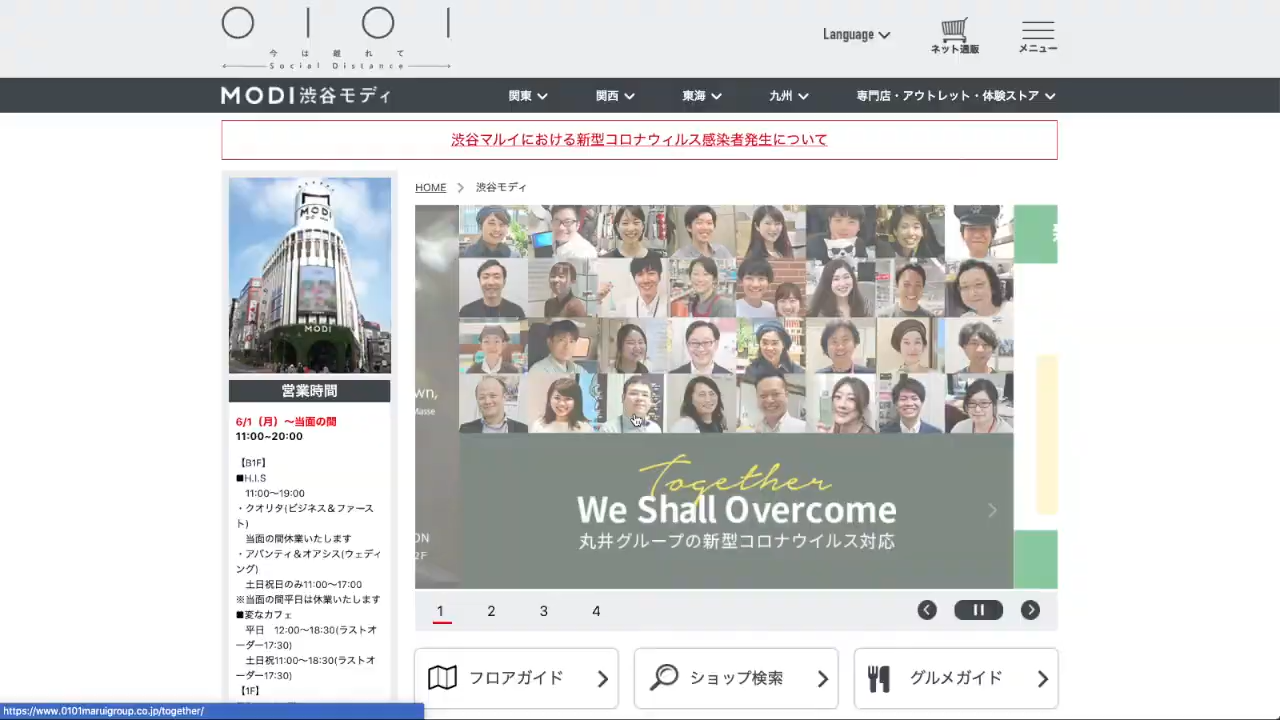 OIOI
今は離れて
Social Distance
Language
ネット通販
メニュー
MODI渋谷モディ
関東
関西
東海
九州
専門店・アウトレット・体験ストア
渋谷マルイにおける新型コロナウィルス感染者発生について
HOME
渋谷モディ
MODI
MODI
営業時間
6/1（月）～当面の間
11:00~20:00
【B1F】
■H.I.S
11:00～19:00
・クオリタ(ビジネス＆ファース
ト)
当面の間休業いたします
・アバンティ＆オアシス(ウェディ
ング)
土日祝日のみ11:00～17:00
※当面の間平日は休業いたします
■変なカフェ
平日　12:00～18:30(ラストオ
ーダー17:30)
土日祝11:00～18:30(ラストオ
ーダー17:30)
【1F】
wn,
Masse
ON
2F
Together
We Shall Overcome
丸井グループの新型コロナウイルス対応
1
2
3
4
フロアガイド
ショップ検索
グルメガイド
https://www.0101maruigroup.co.jp/together/